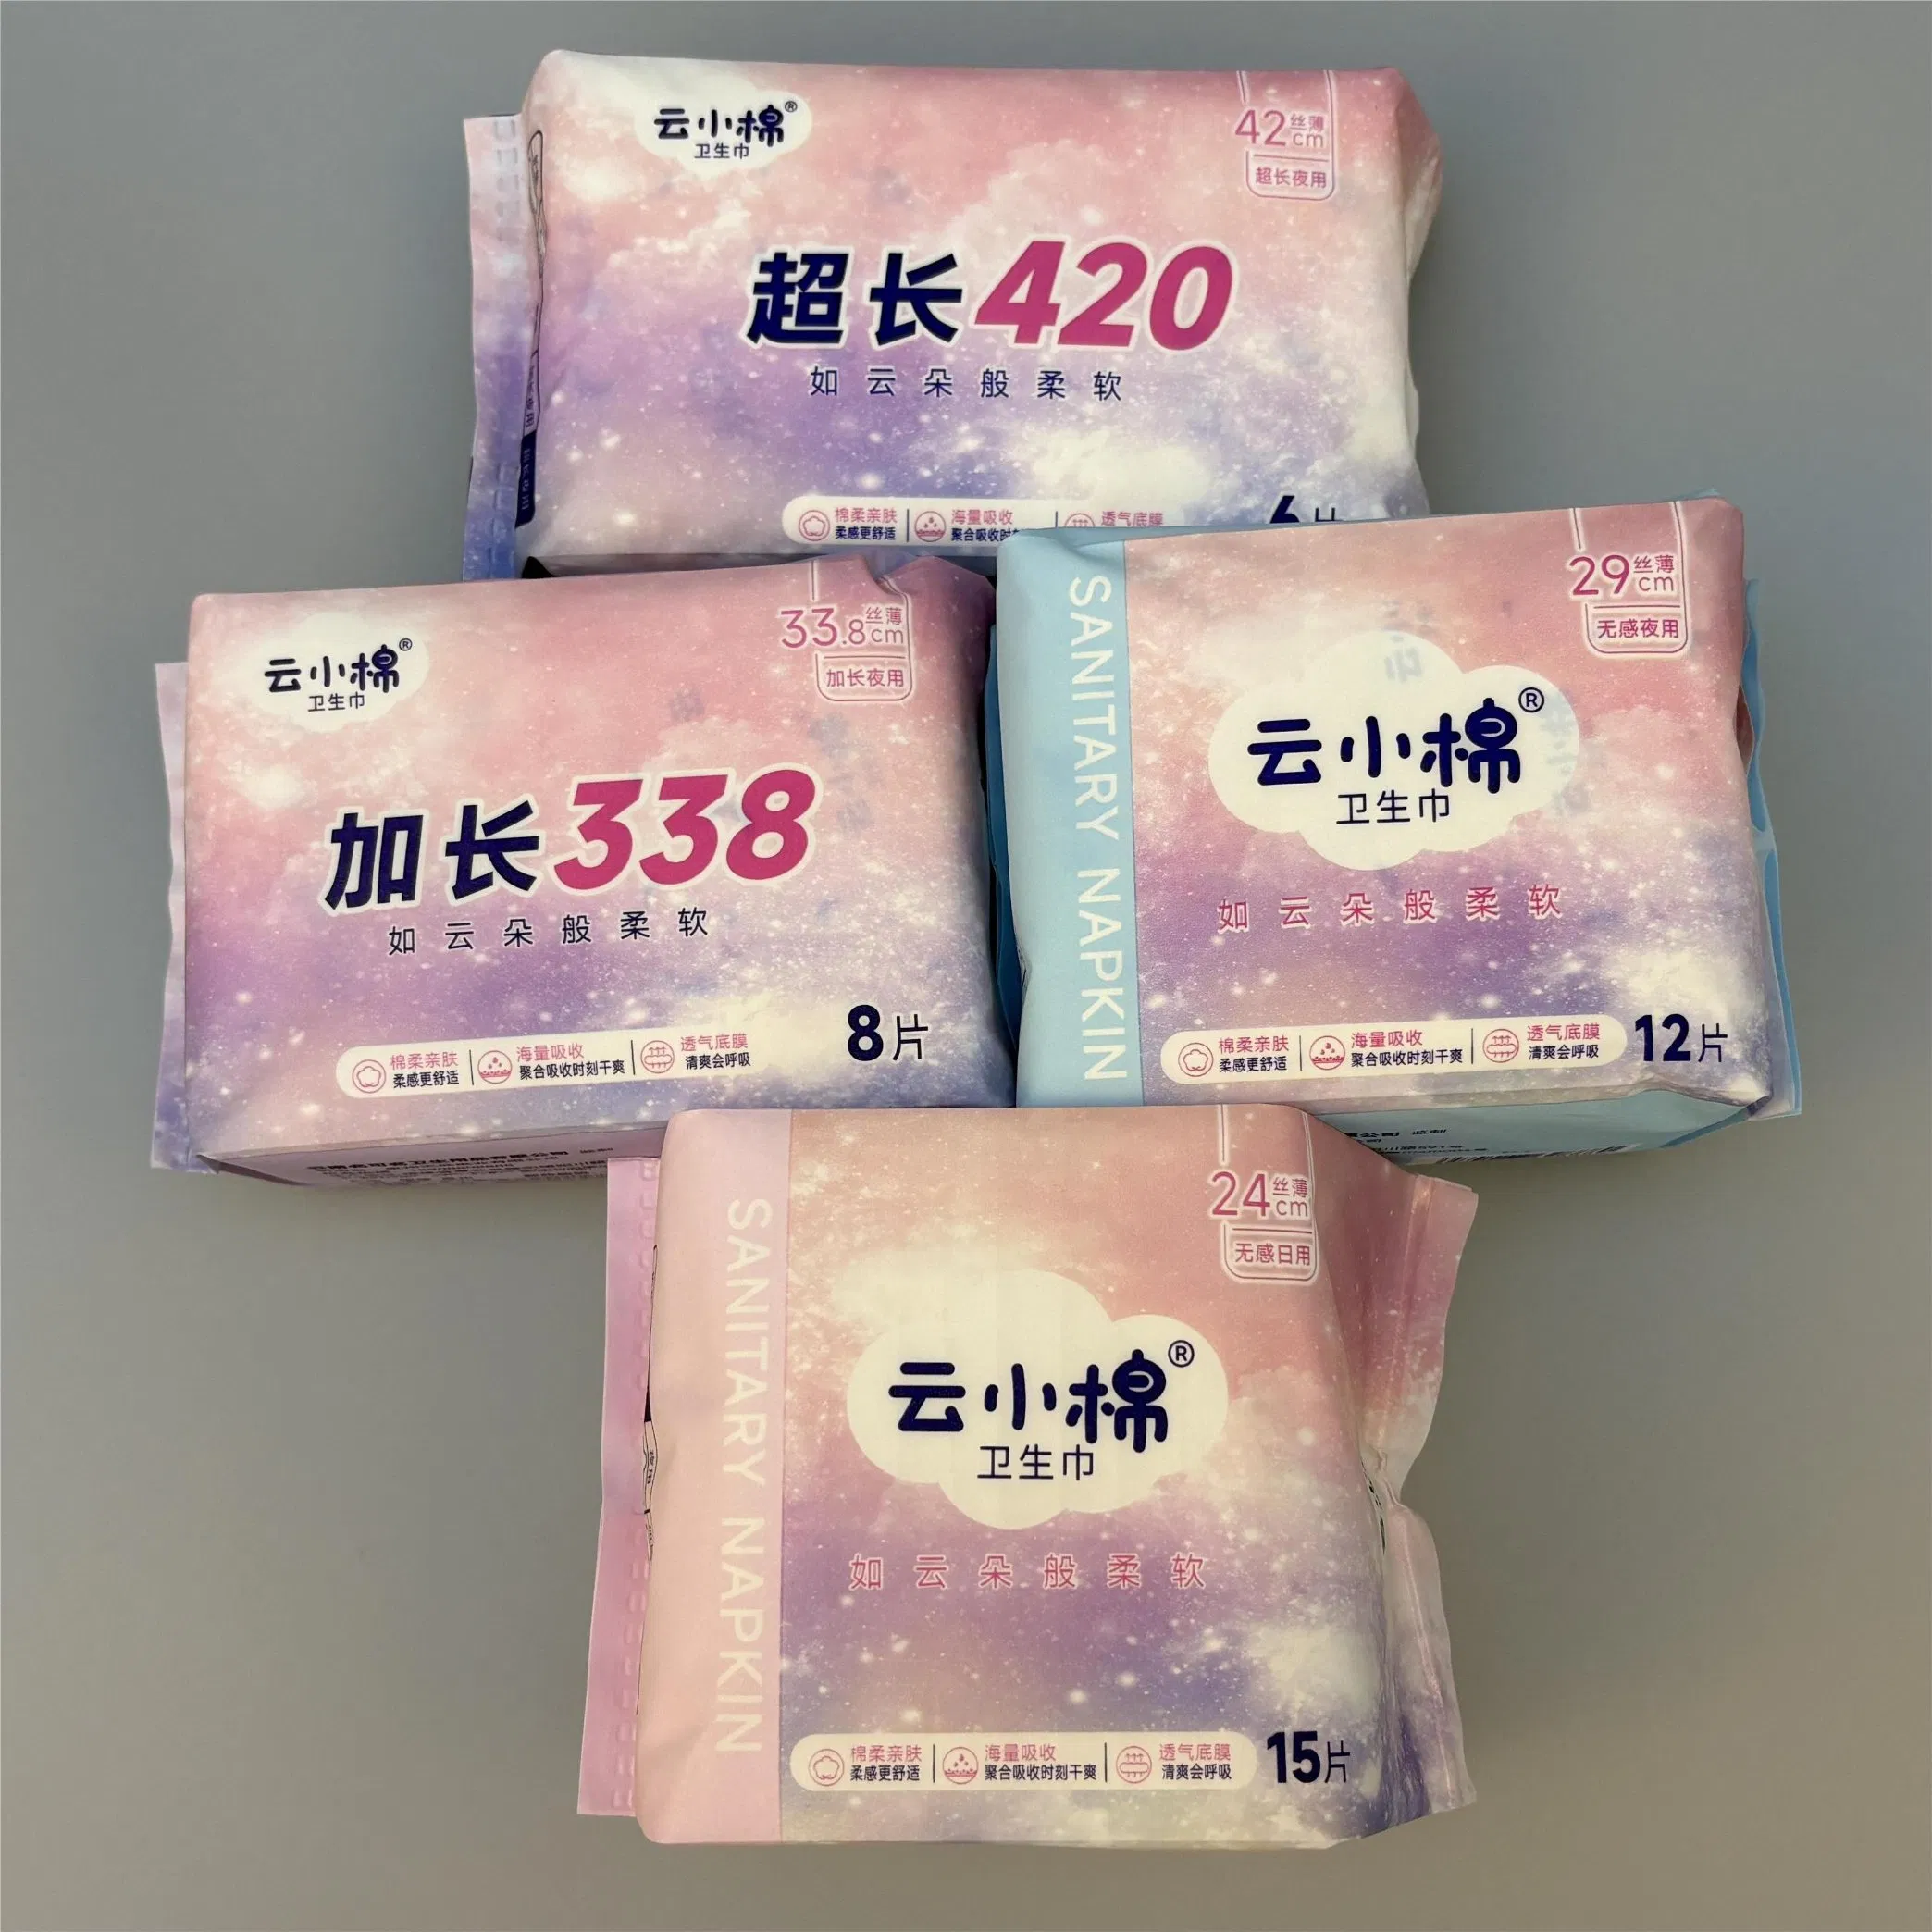 云小棉®
卫生巾
42丝薄cm
超长夜用
超长420
如云朵般柔软
棉柔亲肤
柔感更舒适
海量吸收
聚合吸收时
透气底膜
6片
云小棉®
卫生巾
33.8丝薄cm
加长夜用
加长338
如云朵般柔软
棉柔亲肤
柔感更舒适
海量吸收
聚合吸收时刻干爽
透气底膜
清爽会呼吸
8片
SANITARY NAPKIN
29丝薄cm
无感夜用
云小棉®
卫生巾
如云朵般柔软
棉柔亲肤
柔感更舒适
海量吸收
聚合吸收时刻干爽
透气底膜
清爽会呼吸
12片
SANITARY NAPKIN
24丝薄cm
无感日用
云小棉®
卫生巾
如云朵般柔软
棉柔亲肤
柔感更舒适
海量吸收
聚合吸收时刻干爽
透气底膜
清爽会呼吸
15片